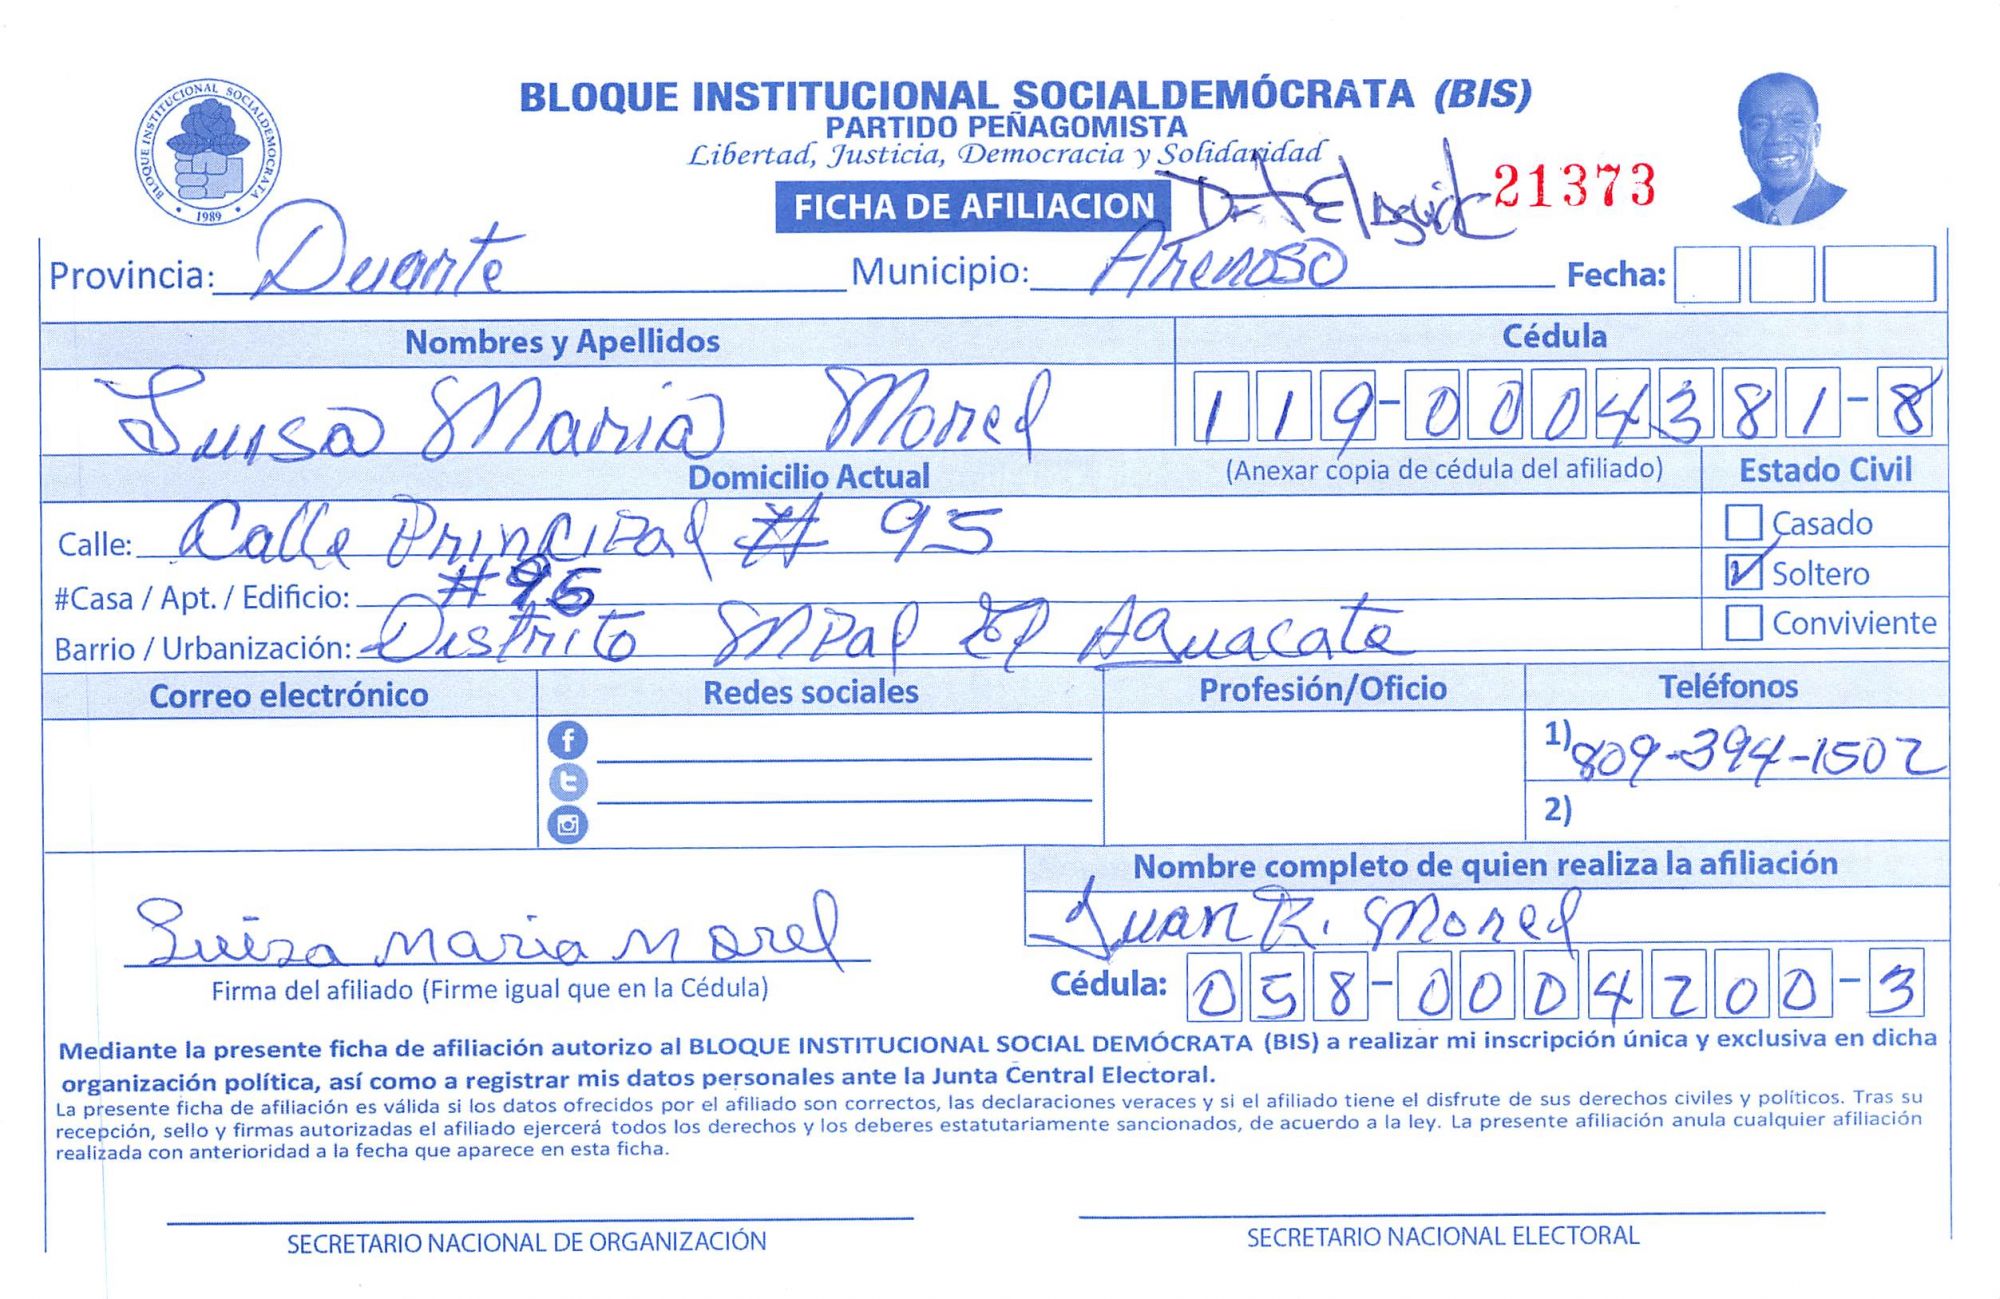 BLOQUE INSTITUCIONAL SOCIALDEMÓCRATA (BIS)
PARTIDO PEÑAGOMISTA
Libertad, Justicia, Democracia y Solidaridad
BLOQUE INSTITUCIONAL SOCIALDEMOCRATA
1989
FICHA DE AFILIACION
21373
Provincia: Duarte Municipio: Arenoso Fecha:
Nombres y Apellidos Cédula
Luisa Maria Morel 119-0004381-8
Domicilio Actual (Anexar copia de cédula del afiliado) Estado Civil
Calle: Calle Principal # 95 Casado
#Casa / Apt. / Edificio: #95 Soltero
Barrio / Urbanización: Distrito MPal El Aguacate Conviviente
Correo electrónico Redes sociales Profesión/Oficio Teléfonos
1) 809-394-1502
2)
Nombre completo de quien realiza la afiliación
Juan R. Morel
Luisa Maria Morel
Firma del afiliado (Firme igual que en la Cédula) Cédula: 058-0004200-3
Mediante la presente ficha de afiliación autorizo al BLOQUE INSTITUCIONAL SOCIAL DEMÓCRATA (BIS) a realizar mi inscripción única y exclusiva en dicha
organización política, así como a registrar mis datos personales ante la Junta Central Electoral.
La presente ficha de afiliación es válida si los datos ofrecidos por el afiliado son correctos, las declaraciones veraces y si el afiliado tiene el disfrute de sus derechos civiles y políticos. Tras su
recepción, sello y firmas autorizadas el afiliado ejercerá todos los derechos y los deberes estatutariamente sancionados, de acuerdo a la ley. La presente afiliación anula cualquier afiliación
realizada con anterioridad a la fecha que aparece en esta ficha.
SECRETARIO NACIONAL DE ORGANIZACIÓN SECRETARIO NACIONAL ELECTORAL